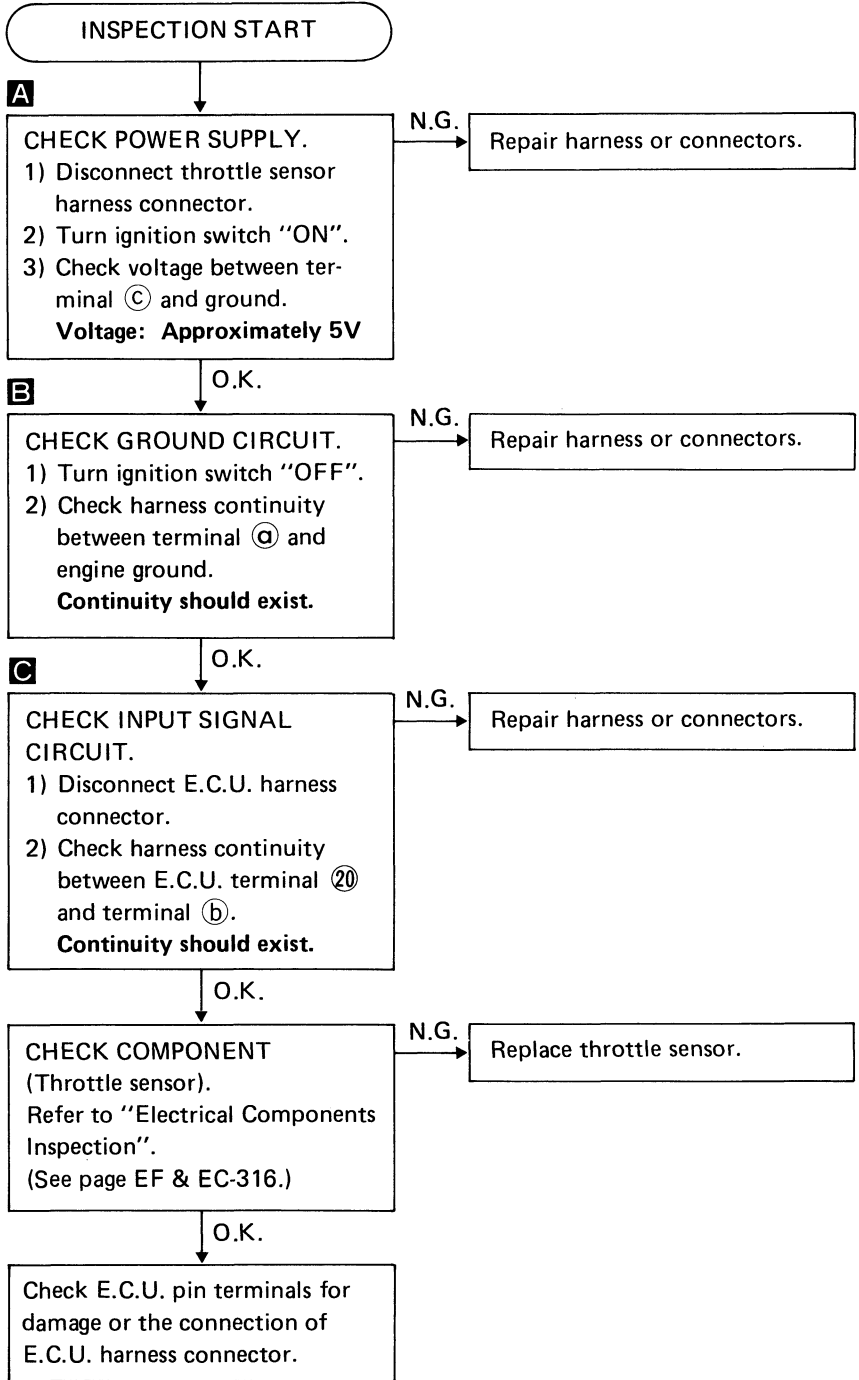 INSPECTION START
A
CHECK POWER SUPPLY.
1) Disconnect throttle sensor
harness connector.
2) Turn ignition switch "ON".
3) Check voltage between ter-
minal ⓒ and ground.
Voltage: Approximately 5V
N.G.
Repair harness or connectors.
O.K.
B
CHECK GROUND CIRCUIT.
1) Turn ignition switch "OFF".
2) Check harness continuity
between terminal ⓐ and
engine ground.
Continuity should exist.
N.G.
Repair harness or connectors.
O.K.
C
CHECK INPUT SIGNAL
CIRCUIT.
1) Disconnect E.C.U. harness
connector.
2) Check harness continuity
between E.C.U. terminal ⑳
and terminal ⓑ.
Continuity should exist.
N.G.
Repair harness or connectors.
O.K.
CHECK COMPONENT
(Throttle sensor).
Refer to "Electrical Components
Inspection".
(See page EF & EC-316.)
N.G.
Replace throttle sensor.
O.K.
Check E.C.U. pin terminals for
damage or the connection of
E.C.U. harness connector.